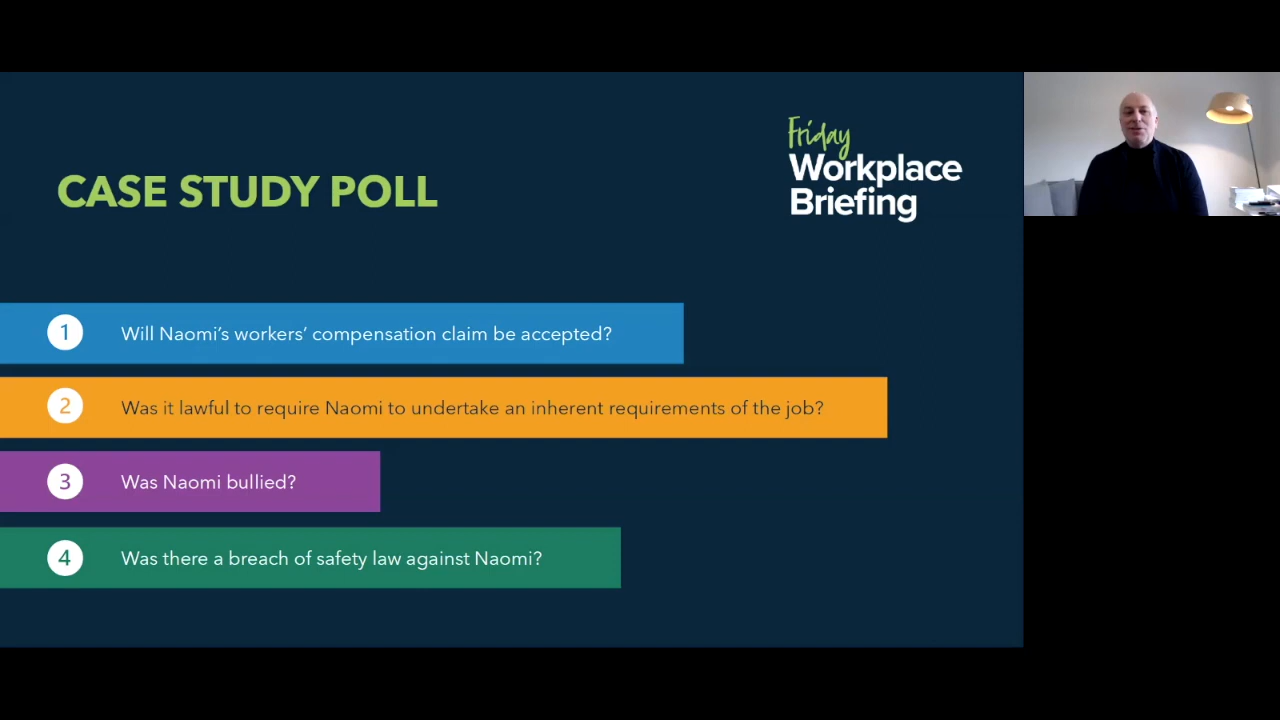 Friday
Workplace
Briefing
CASE STUDY POLL
1 Will Naomi's workers' compensation claim be accepted?
2 Was it lawful to require Naomi to undertake an inherent requirements of the job?
3 Was Naomi bullied?
4 Was there a breach of safety law against Naomi?